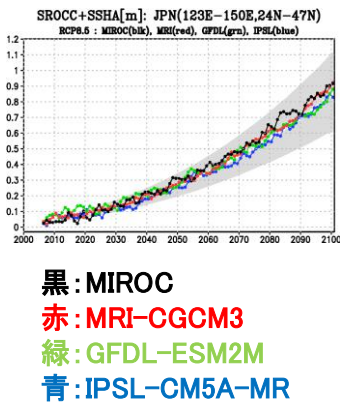 SROCC+SSHA[m]: JPN(123E-150E,24N-47N)
RCP8.5 : MIROC(blk), MRI(red), GFDL(grn), IPSL(blue)
1.2
1.1
1
0.9
0.8
0.7
0.6
0.5
0.4
0.3
0.2
0.1
0
2000 2010 2020 2030 2040 2050 2060 2070 2080 2090 2100
黒：MIROC
赤：MRI-CGCM3
緑：GFDL-ESM2M
青：IPSL-CM5A-MR